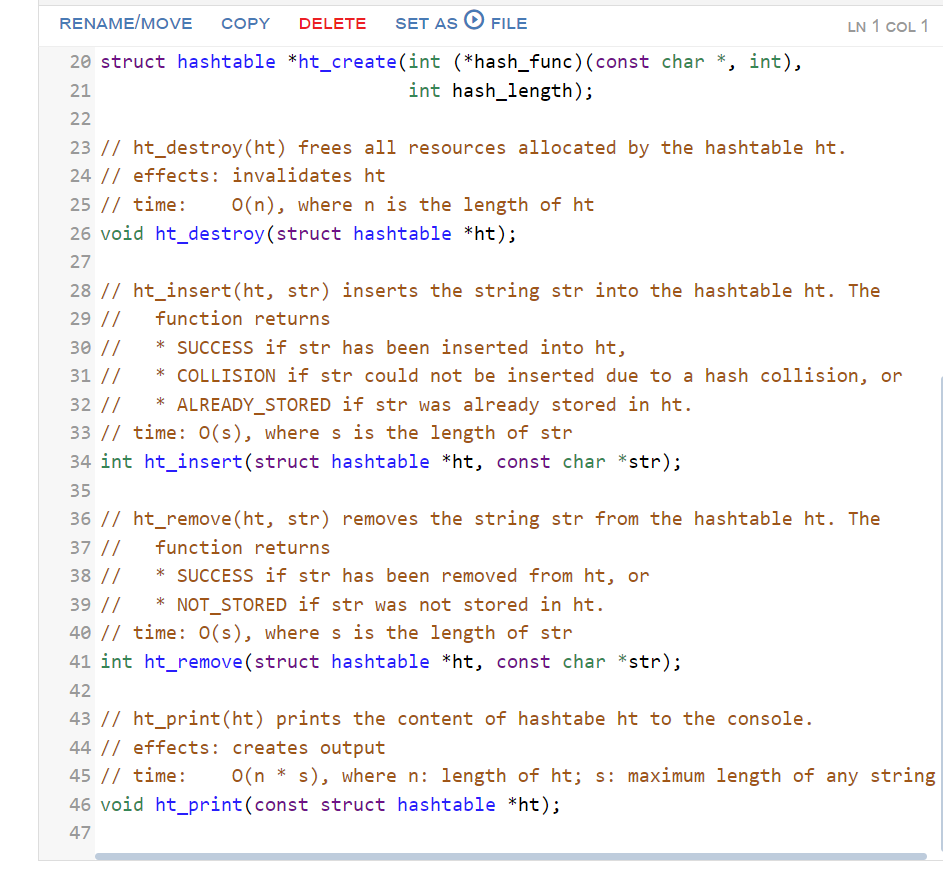 RENAME/MOVE COPY DELETE SET AS FILE LN 1 COL 1
20 struct hashtable *ht_create(int (*hash_func)(const char *, int),
21                             int hash_length);
22
23 // ht_destroy(ht) frees all resources allocated by the hashtable ht.
24 // effects: invalidates ht
25 // time:    O(n), where n is the length of ht
26 void ht_destroy(struct hashtable *ht);
27
28 // ht_insert(ht, str) inserts the string str into the hashtable ht. The
29 //   function returns
30 //   * SUCCESS if str has been inserted into ht,
31 //   * COLLISION if str could not be inserted due to a hash collision, or
32 //   * ALREADY_STORED if str was already stored in ht.
33 // time: O(s), where s is the length of str
34 int ht_insert(struct hashtable *ht, const char *str);
35
36 // ht_remove(ht, str) removes the string str from the hashtable ht. The
37 //   function returns
38 //   * SUCCESS if str has been removed from ht, or
39 //   * NOT_STORED if str was not stored in ht.
40 // time: O(s), where s is the length of str
41 int ht_remove(struct hashtable *ht, const char *str);
42
43 // ht_print(ht) prints the content of hashtabe ht to the console.
44 // effects: creates output
45 // time:    O(n * s), where n: length of ht; s: maximum length of any string
46 void ht_print(const struct hashtable *ht);
47